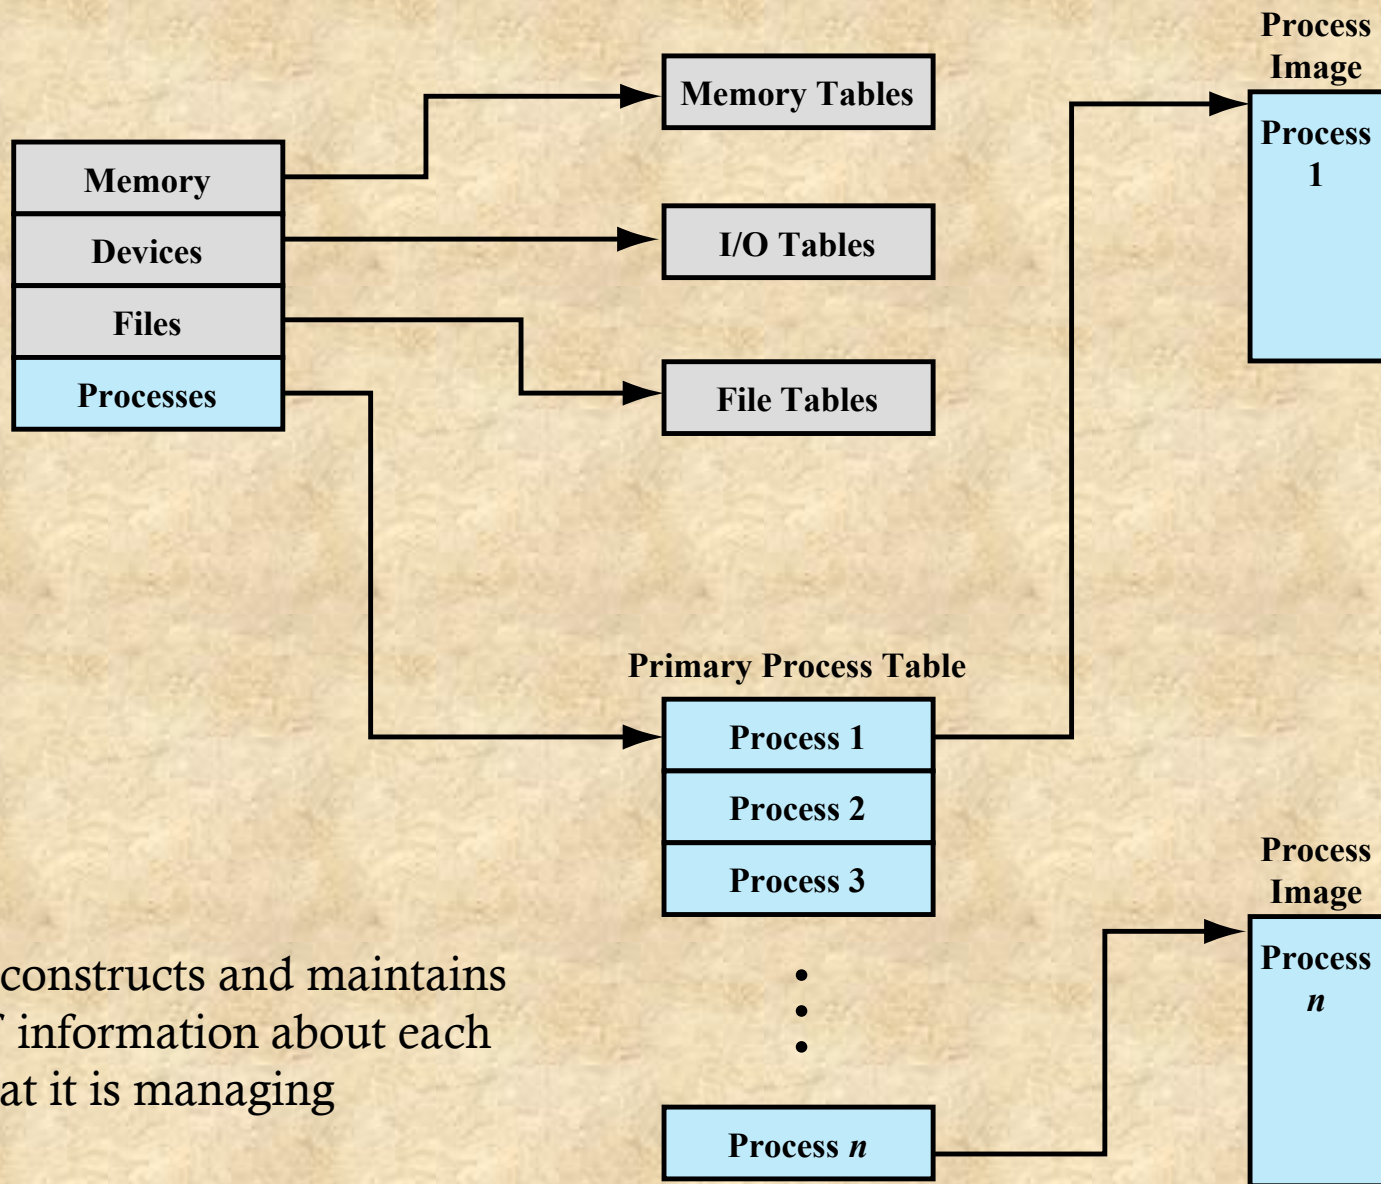 Memory
Devices
Files
Processes
Memory Tables
I/O Tables
File Tables
Primary Process Table
Process 1
Process 2
Process 3
Process n
Process
Image
Process
1
Process
Image
Process
n
constructs and maintains
information about each
it is managing